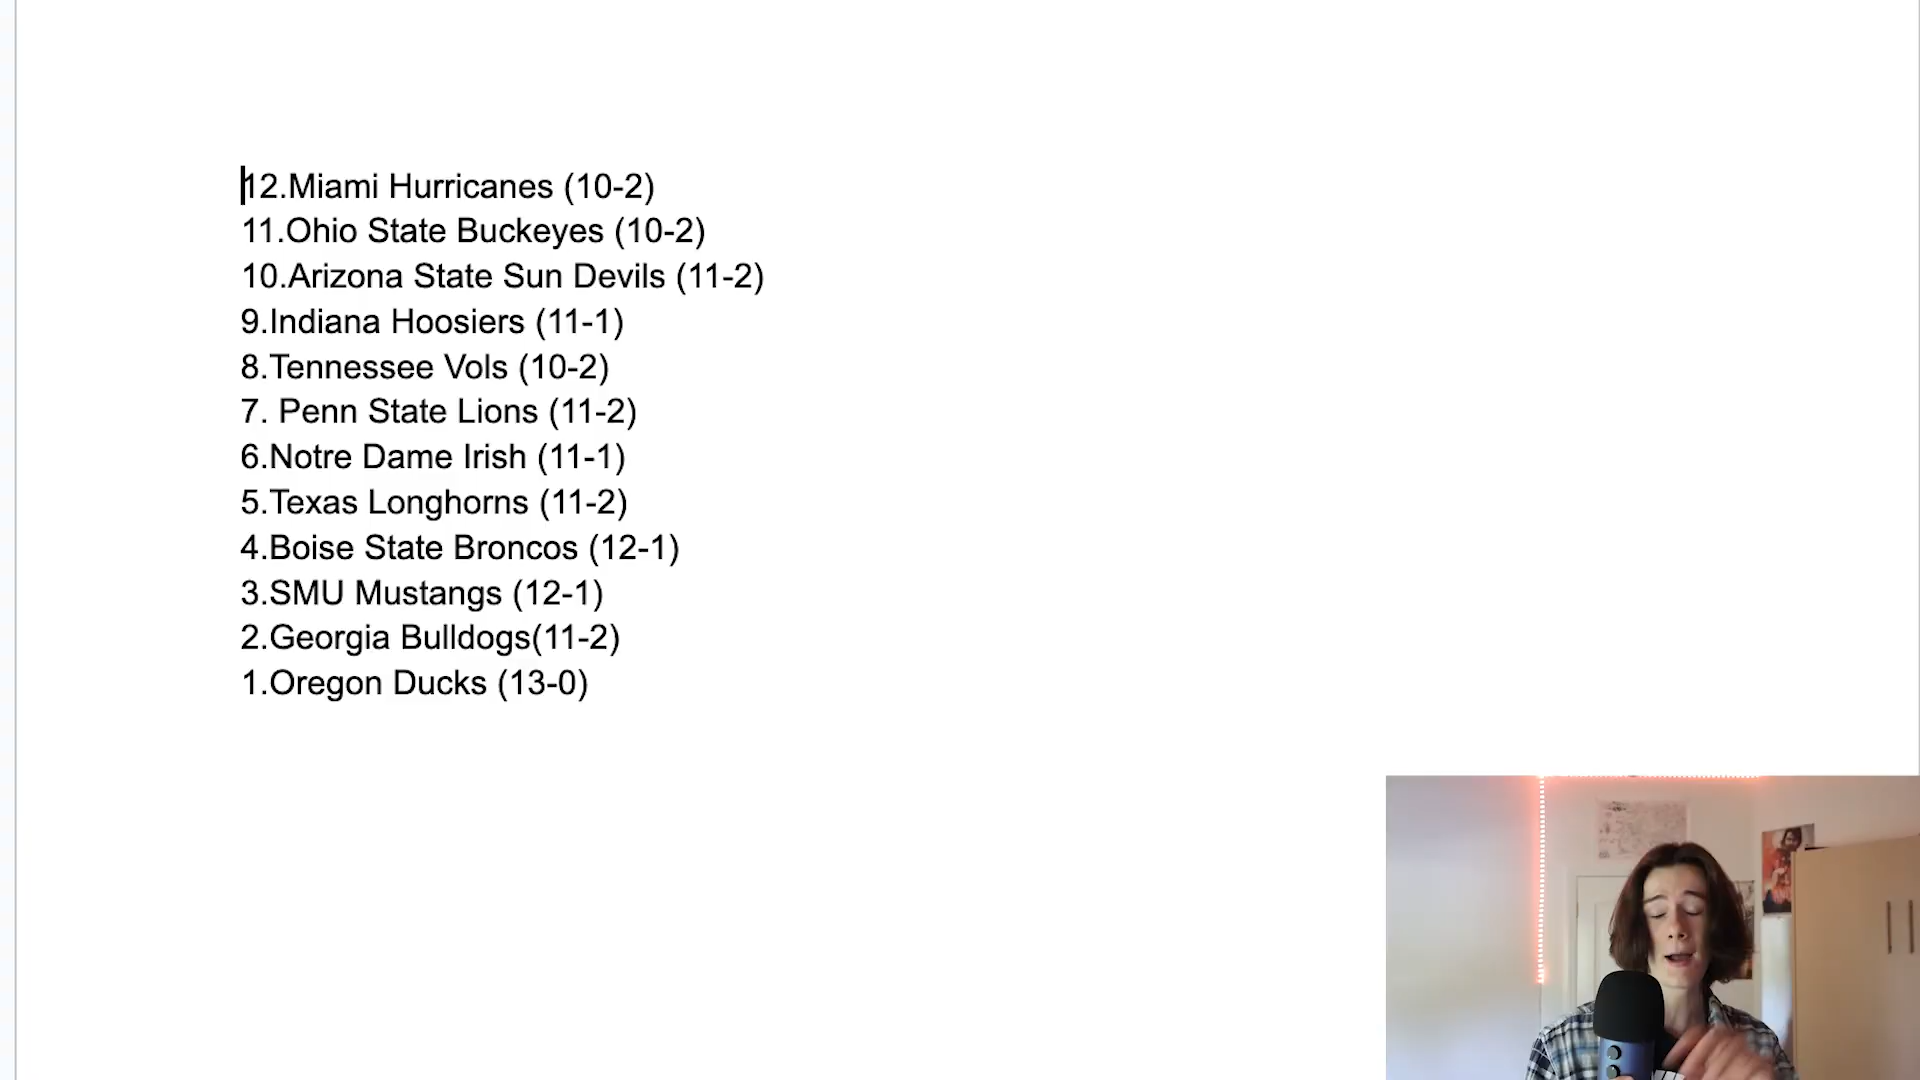 12.Miami Hurricanes (10-2)
11.Ohio State Buckeyes (10-2)
10.Arizona State Sun Devils (11-2)
9.Indiana Hoosiers (11-1)
8.Tennessee Vols (10-2)
7. Penn State Lions (11-2)
6.Notre Dame Irish (11-1)
5.Texas Longhorns (11-2)
4.Boise State Broncos (12-1)
3.SMU Mustangs (12-1)
2.Georgia Bulldogs(11-2)
1.Oregon Ducks (13-0)